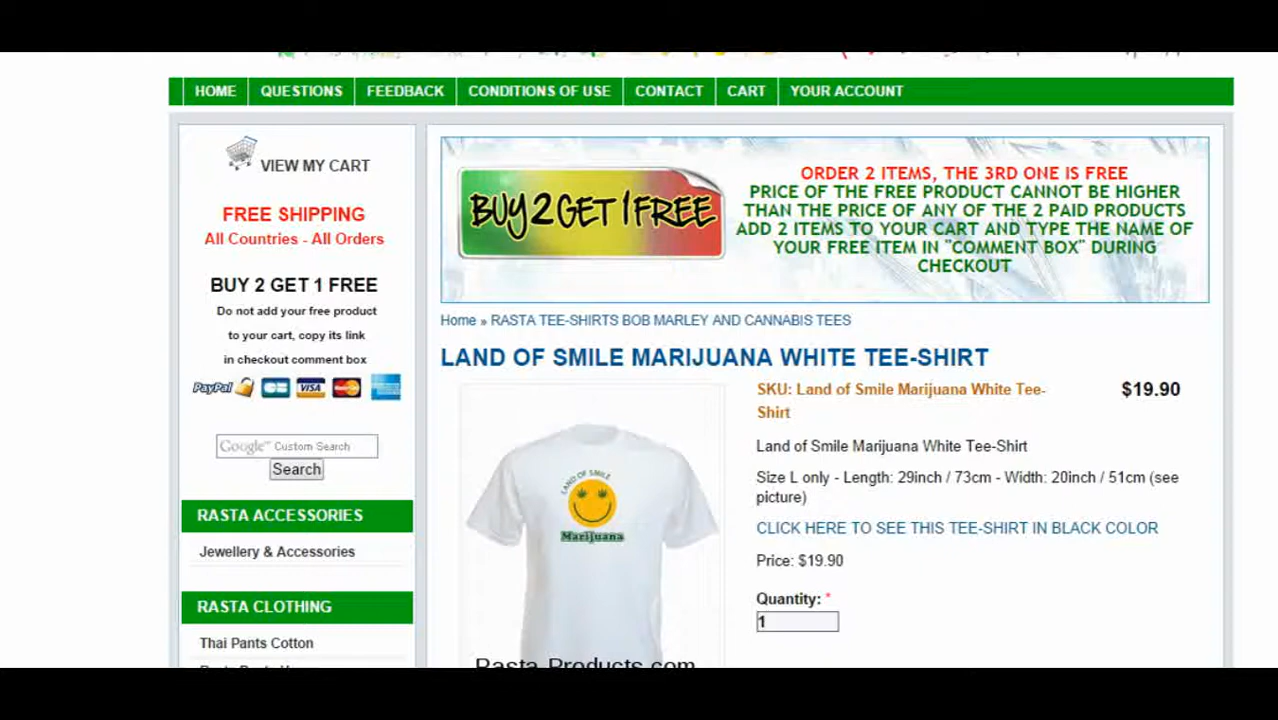 HOME QUESTIONS FEEDBACK CONDITIONS OF USE CONTACT CART YOUR ACCOUNT
VIEW MY CART
FREE SHIPPING
All Countries - All Orders
BUY 2 GET 1 FREE
Do not add your free product
to your cart, copy its link
in checkout comment box
PayPal VISA MasterCard
Google™ Custom Search
Search
RASTA ACCESSORIES
Jewellery & Accessories
RASTA CLOTHING
Thai Pants Cotton
BUY 2 GET 1 FREE
ORDER 2 ITEMS, THE 3RD ONE IS FREE
PRICE OF THE FREE PRODUCT CANNOT BE HIGHER
THAN THE PRICE OF ANY OF THE 2 PAID PRODUCTS
ADD 2 ITEMS TO YOUR CART AND TYPE THE NAME OF
YOUR FREE ITEM IN "COMMENT BOX" DURING
CHECKOUT
Home » RASTA TEE-SHIRTS BOB MARLEY AND CANNABIS TEES
LAND OF SMILE MARIJUANA WHITE TEE-SHIRT
LAND OF SMILE
Marijuana
Rasta-Products.com
SKU: Land of Smile Marijuana White Tee-
Shirt
$19.90
Land of Smile Marijuana White Tee-Shirt
Size L only - Length: 29inch / 73cm - Width: 20inch / 51cm (see
picture)
CLICK HERE TO SEE THIS TEE-SHIRT IN BLACK COLOR
Price: $19.90
Quantity: *
1